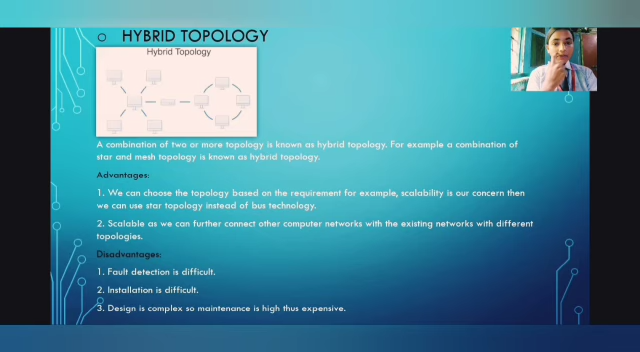 HYBRID TOPOLOGY
Hybrid Topology
A combination of two or more topology is known as hybrid topology. For example a combination of
star and mesh topology is known as hybrid topology.
Advantages:
1. We can choose the topology based on the requirement for example, scalability is our concern then
we can use star topology instead of bus technology.
2. Scalable as we can further connect other computer networks with the existing networks with different
topologies.
Disadvantages:
1. Fault detection is difficult.
2. Installation is difficult.
3. Design is complex so maintenance is high thus expensive.